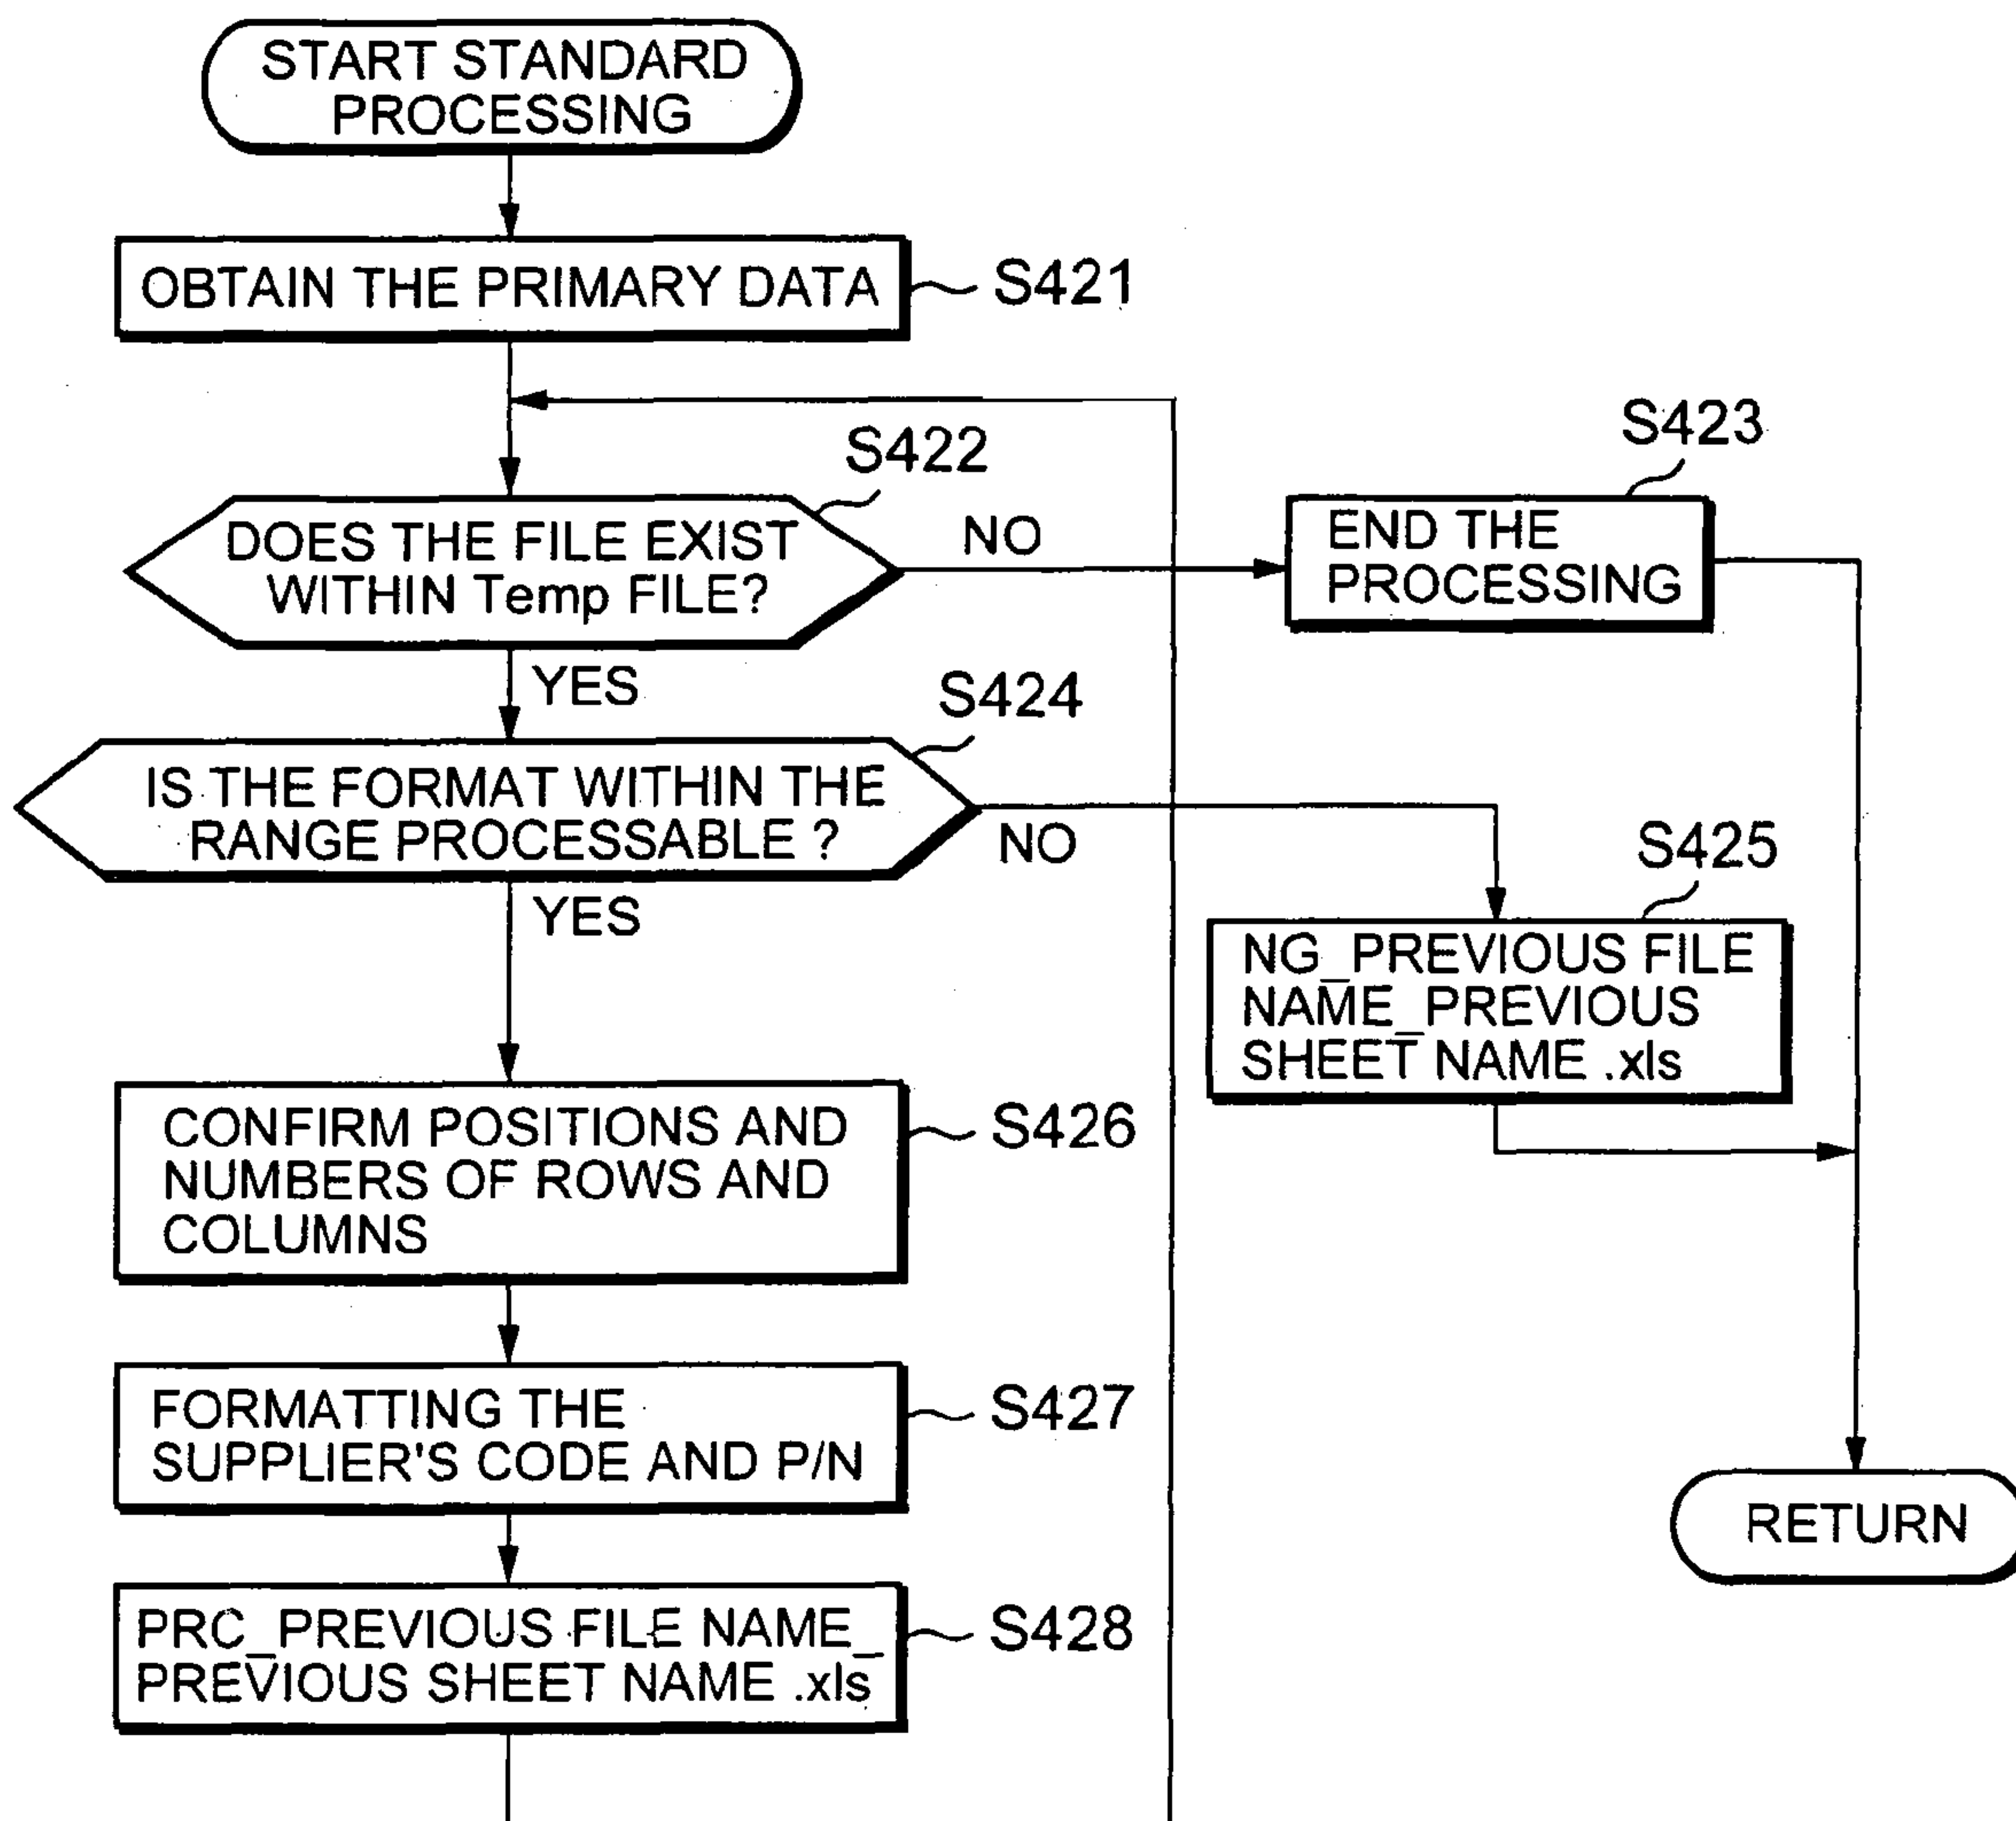 START STANDARD
PROCESSING
OBTAIN THE PRIMARY DATA
S421
S422
DOES THE FILE EXIST
WITHIN Temp FILE?
NO
S423
END THE
PROCESSING
YES
S424
IS THE FORMAT WITHIN THE
RANGE PROCESSABLE ?
NO
S425
NG_PREVIOUS FILE
NAME_PREVIOUS
SHEET NAME .xls
YES
CONFIRM POSITIONS AND
NUMBERS OF ROWS AND
COLUMNS
S426
FORMATTING THE
SUPPLIER'S CODE AND P/N
S427
RETURN
PRC_PREVIOUS FILE NAME_
PREVIOUS SHEET NAME .xls
S428